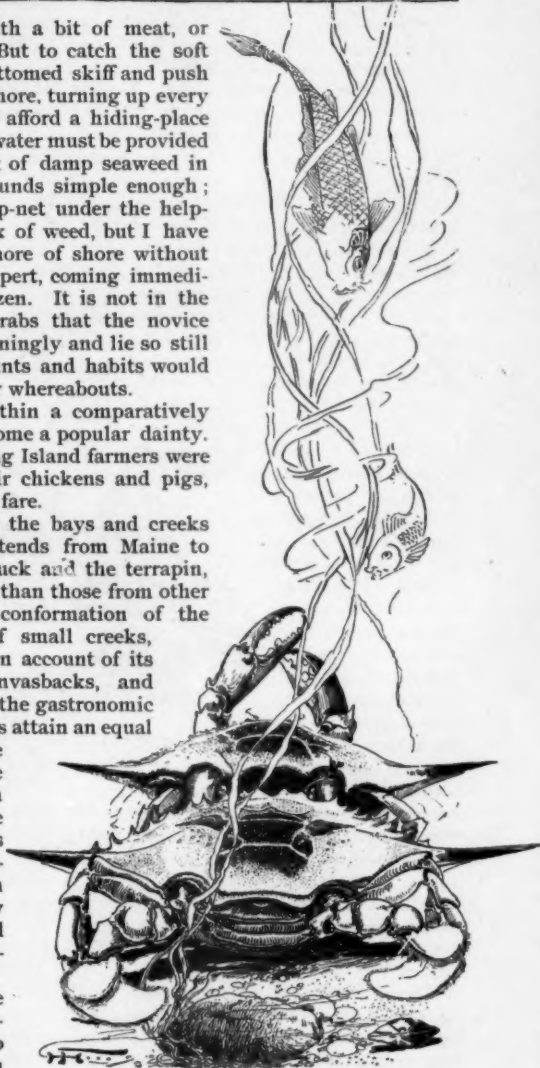 th a bit of meat, or
But to catch the soft
ttomed skiff and push
hore, turning up every
afford a hiding-place
water must be provided
of damp seaweed in
unds simple enough;
p-net under the help-
k of weed, but I have
nore of shore without
pert, coming immedi-
zen. It is not in the
rabs that the novice
ningly and lie so still
nts and habits would
whereabouts.
thin a comparatively
ome a popular dainty.
ng Island farmers were
ir chickens and pigs,
fare.
the bays and creeks
tends from Maine to
uck and the terrapin,
than those from other
conformation of the
f small creeks,
n account of its
nvasbacks, and
the gastronomic
s attain an equal